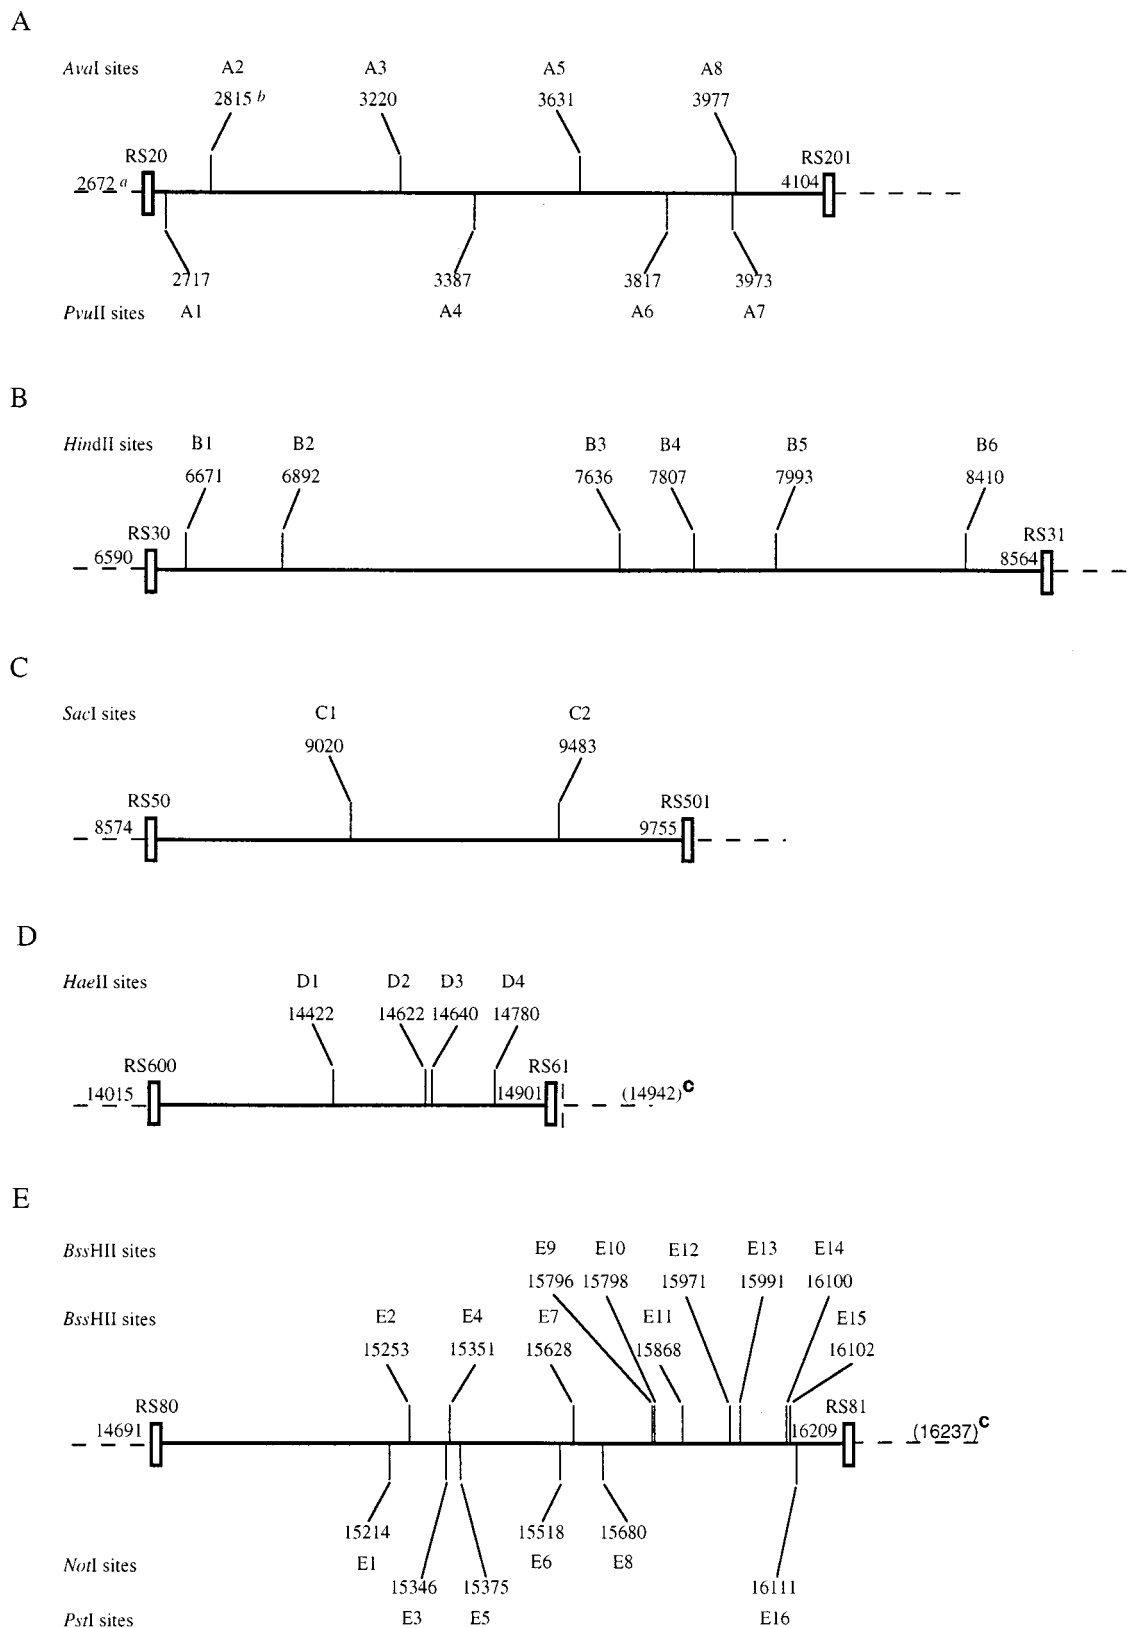 A
AvaI sites A2 A3 A5 A8
2815 b 3220 3631 3977
RS20 RS201
2672 a 4104
2717 3387 3817 3973
PvuII sites A1 A4 A6 A7
B
HindII sites B1 B2 B3 B4 B5 B6
6671 6892 7636 7807 7993 8410
RS30 RS31
6590 8564
C
SacI sites C1 C2
9020 9483
RS50 RS501
8574 9755
D
HaeII sites D1 D2 D3 D4
14422 14622 14640 14780
RS600 RS61
14015 14901 (14942)c
E
BssHII sites E9 E10 E12 E13 E14
15796 15798 15971 15991 16100
BssHII sites E2 E4 E7 E11 E15
15253 15351 15628 15868 16102
RS80 RS81
14691 16209 (16237)c
15214 15518 15680
NotI sites E1 E6 E8
15346 15375 16111
PstI sites E3 E5 E16